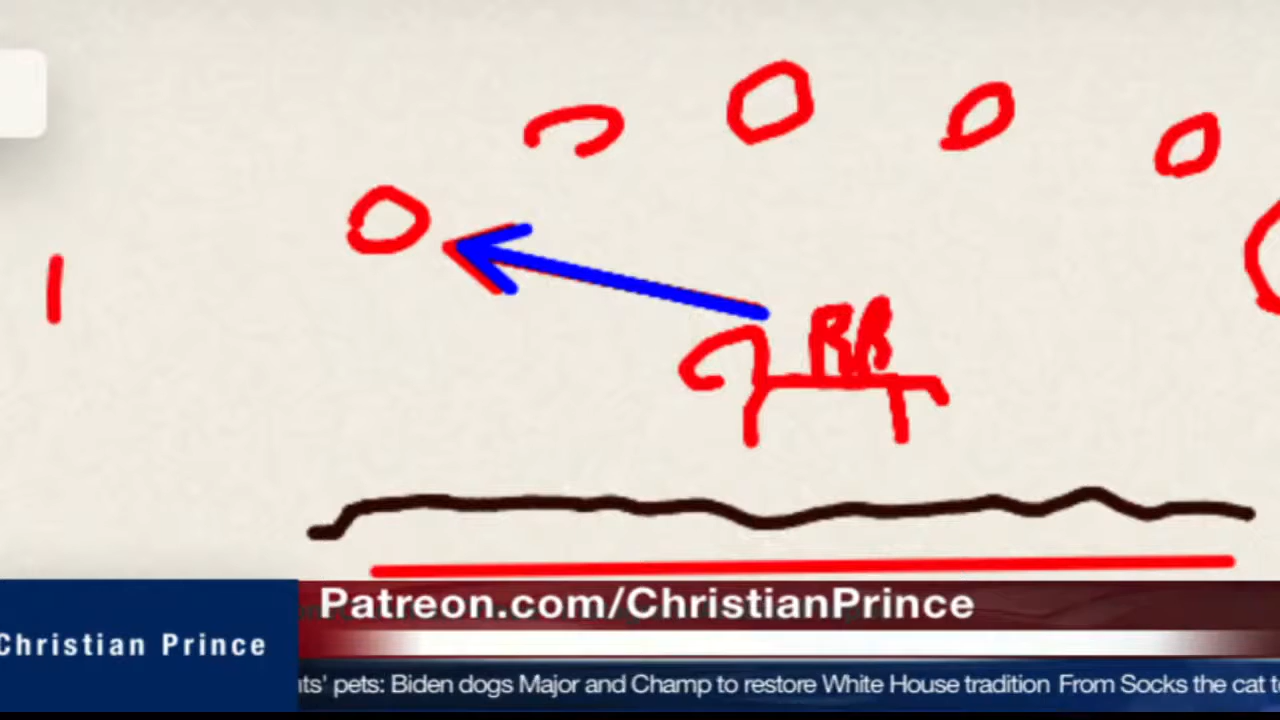 Patreon.com/ChristianPrince
Christian Prince
nts' pets: Biden dogs Major and Champ to restore White House tradition From Socks the cat t